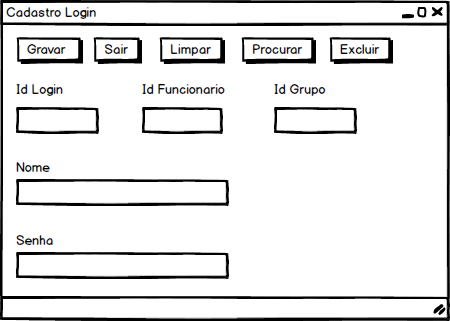 Cadastro Login
Gravar Sair Limpar Procurar Excluir
Id Login Id Funcionario Id Grupo
Nome
Senha